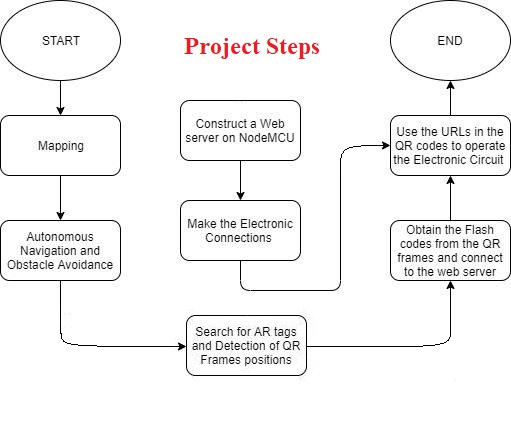 Project Steps
START
Mapping
Autonomous
Navigation and
Obstacle Avoidance
Search for AR tags
and Detection of QR
Frames positions
Construct a Web
server on NodeMCU
Make the Electronic
Connections
Obtain the Flash
codes from the QR
frames and connect
to the web server
Use the URLs in the
QR codes to operate
the Electronic Circuit
END